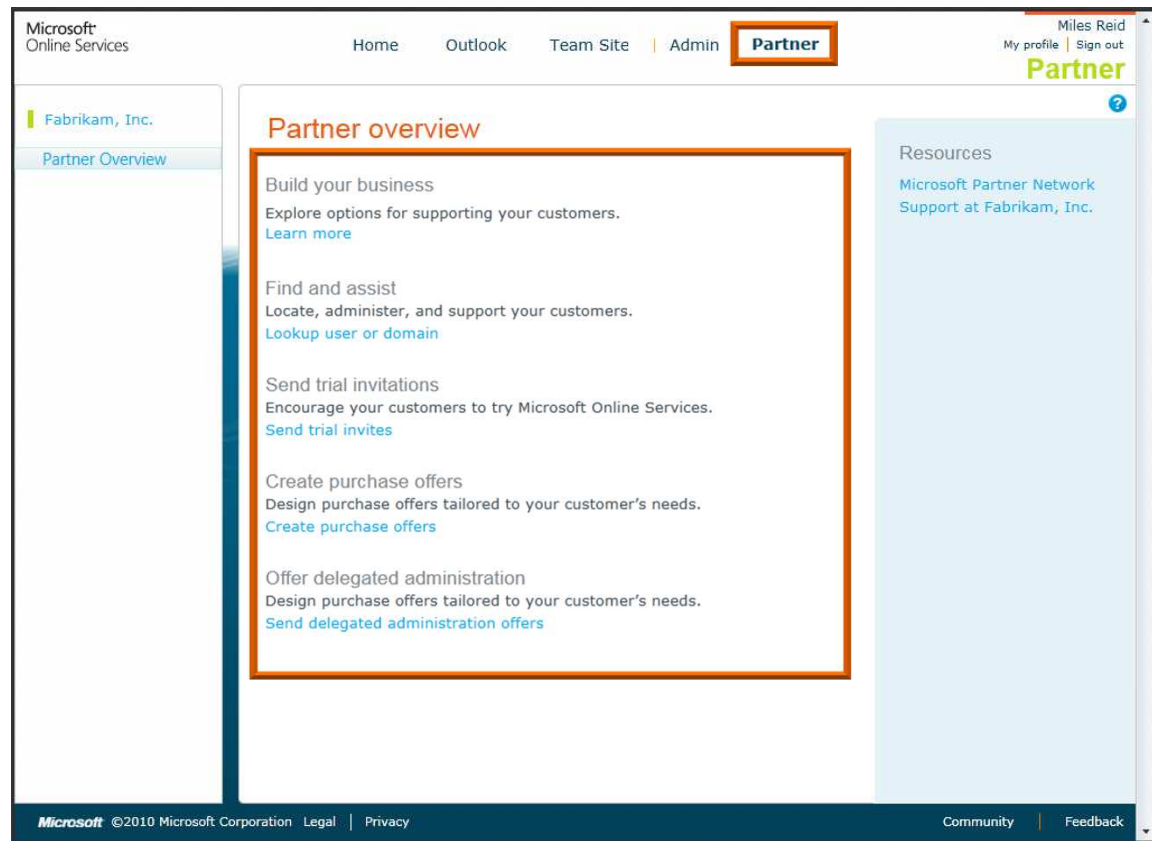 Microsoft
Online Services
Home Outlook Team Site | Admin Partner
Miles Reid
My profile | Sign out
Partner
Fabrikam, Inc.
Partner Overview
Partner overview
Build your business
Explore options for supporting your customers.
Learn more
Find and assist
Locate, administer, and support your customers.
Lookup user or domain
Send trial invitations
Encourage your customers to try Microsoft Online Services.
Send trial invites
Create purchase offers
Design purchase offers tailored to your customer's needs.
Create purchase offers
Offer delegated administration
Design purchase offers tailored to your customer's needs.
Send delegated administration offers
?
Resources
Microsoft Partner Network
Support at Fabrikam, Inc.
Microsoft ©2010 Microsoft Corporation Legal | Privacy
Community | Feedback